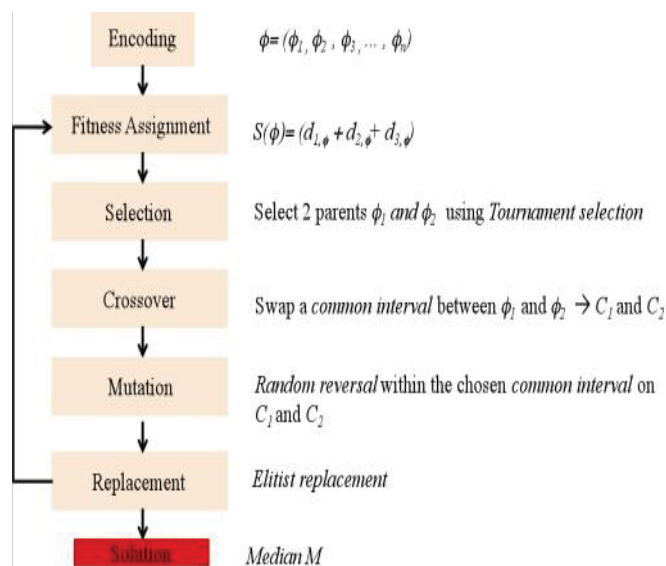 Encoding
ϕ= (ϕ1, ϕ2 , ϕ3, ... , ϕn)
Fitness Assignment
S(ϕ)= (d1,ϕ + d2,ϕ + d3,ϕ)
Selection
Select 2 parents ϕ1 and ϕ2 using Tournament selection
Crossover
Swap a common interval between ϕ1 and ϕ2 → C1 and C2
Mutation
Random reversal within the chosen common interval on
C1 and C2
Replacement
Elitist replacement
Solution
Median M